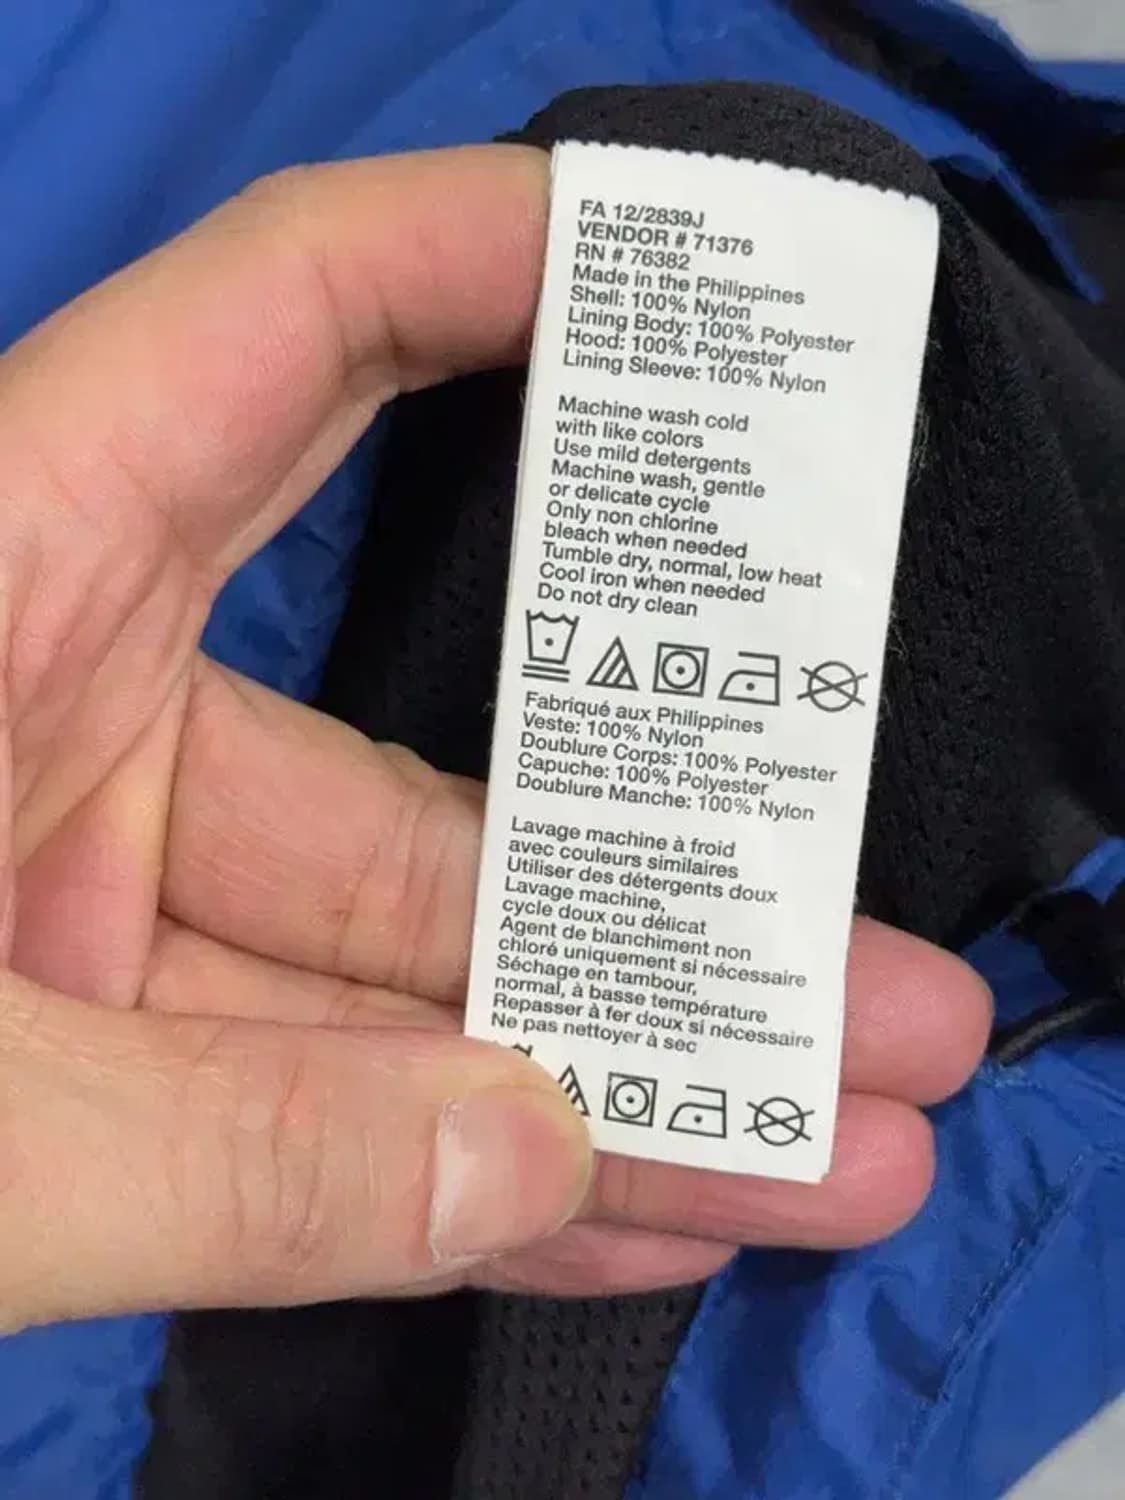 FA 12/2839J
VENDOR # 71376
RN # 76382
Made in the Philippines
Shell: 100% Nylon
Lining Body: 100% Polyester
Hood: 100% Polyester
Lining Sleeve: 100% Nylon
Machine wash cold
with like colors
Use mild detergents
Machine wash, gentle
or delicate cycle
Only non chlorine
bleach when needed
Tumble dry, normal, low heat
Cool iron when needed
Do not dry clean
Fabriqué aux Philippines
Veste: 100% Nylon
Doublure Corps: 100% Polyester
Capuche: 100% Polyester
Doublure Manche: 100% Nylon
Lavage machine à froid
avec couleurs similaires
Utiliser des détergents doux
Lavage machine,
cycle doux ou délicat
Agent de blanchiment non
chloré uniquement si nécessaire
Séchage en tambour,
normal, à basse température
Repasser à fer doux si nécessaire
Ne pas nettoyer à sec